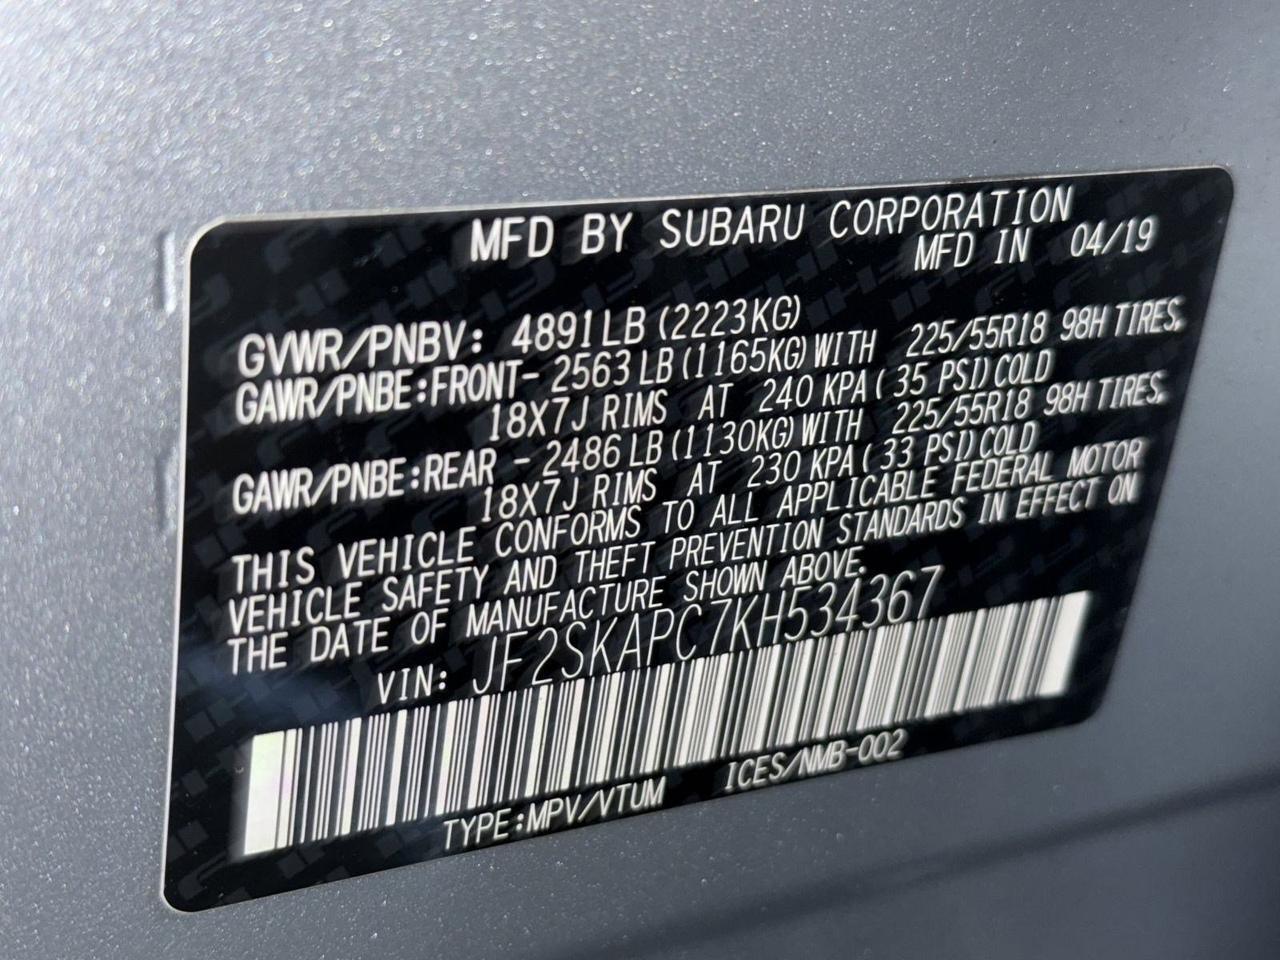 MFD BY SUBARU CORPORATION
MFD IN 04/19
GVWR/PNBV: 4891LB (2223KG)
GAWR/PNBE:FRONT- 2563 LB (1165KG) WITH 225/55R18 98H TIRES,
18X7J RIMS AT 240 KPA ( 35 PSI) COLD
GAWR/PNBE:REAR - 2486 LB (1130KG) WITH 225/55R18 98H TIRES,
18X7J RIMS AT 230 KPA ( 33 PSI) COLD
THIS VEHICLE CONFORMS TO ALL APPLICABLE FEDERAL MOTOR
VEHICLE SAFETY AND THEFT PREVENTION STANDARDS IN EFFECT ON
THE DATE OF MANUFACTURE SHOWN ABOVE.
VIN: JF2SKAPC7KH534367
TYPE:MPV/VTUM ICES/NMB-002